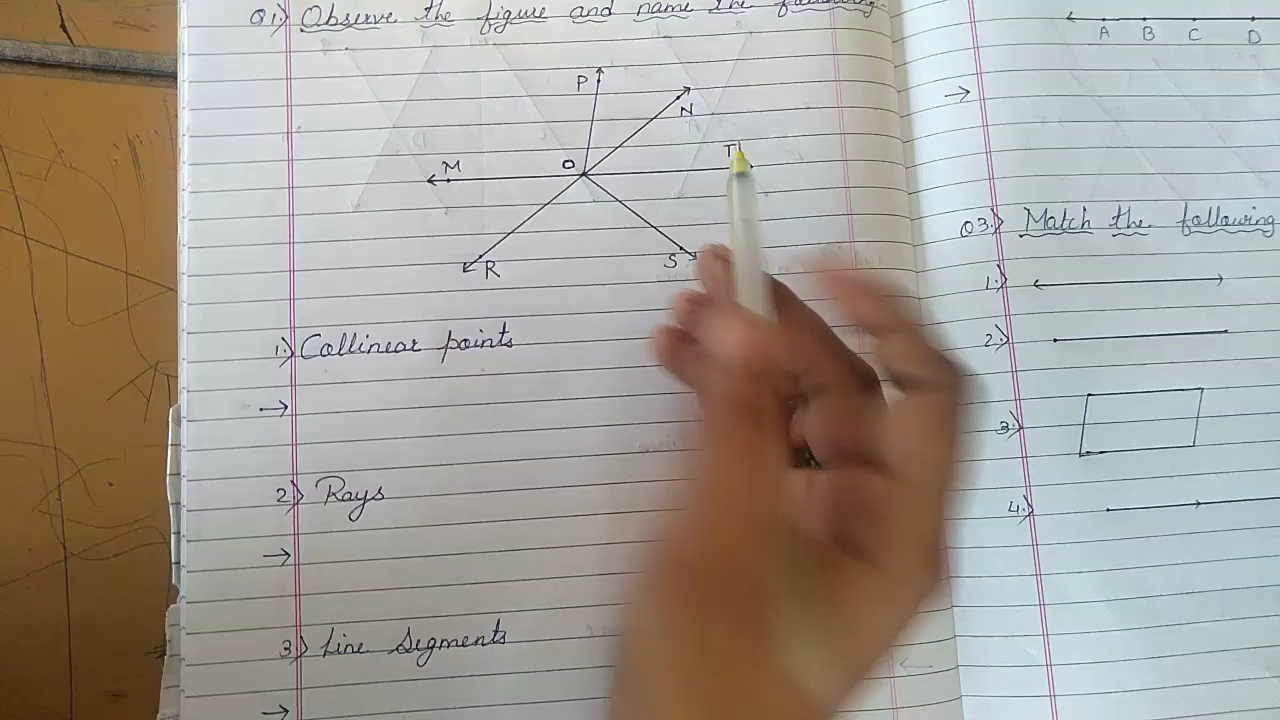 Q1) Observe the figure and name the following.
P
N
M
O
T
R
S
1) Collinear points
→
2) Rays
→
3) Line Segments
→
A B C D
→
Q3.) Match the following
1.)
2.)
3.)
4.)